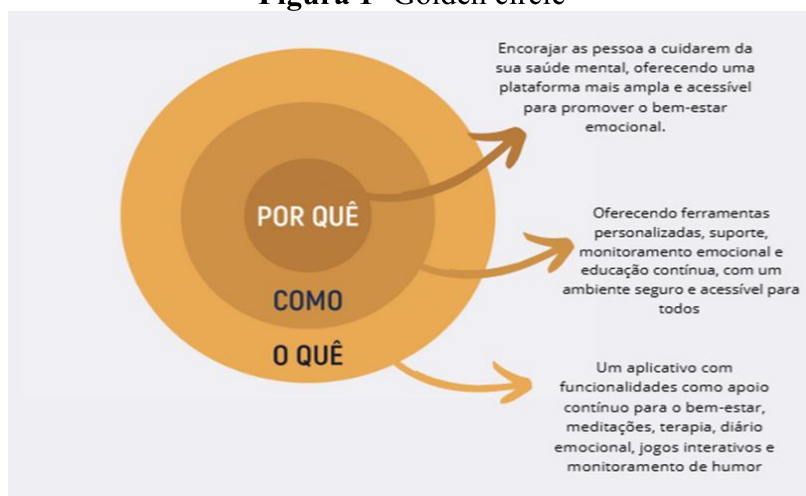 Figura 1 Golden circle
Encorajar as pessoa a cuidarem da
sua saúde mental, oferecendo uma
plataforma mais ampla e acessível
para promover o bem-estar
emocional.
POR QUÊ
Oferecendo ferramentas
personalizadas, suporte,
monitoramento emocional e
educação contínua, com um
ambiente seguro e acessível para
todos
COMO
O QUÊ
Um aplicativo com
funcionalidades como apoio
contínuo para o bem-estar,
meditações, terapia, diário
emocional, jogos interativos e
monitoramento de humor